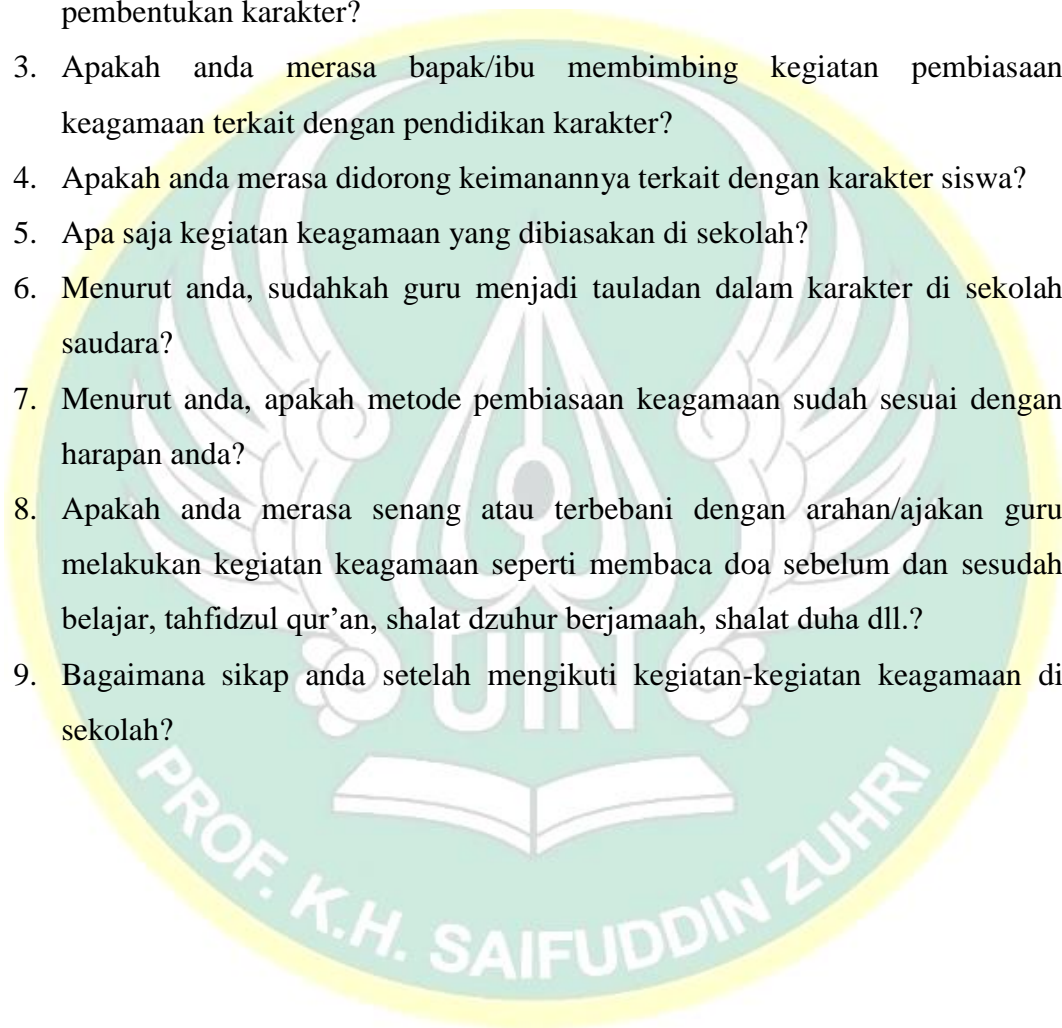 pembentukan karakter?
3. Apakah anda merasa bapak/ibu membimbing kegiatan pembiasaan
keagamaan terkait dengan pendidikan karakter?
4. Apakah anda merasa didorong keimanannya terkait dengan karakter siswa?
5. Apa saja kegiatan keagamaan yang dibiasakan di sekolah?
6. Menurut anda, sudahkah guru menjadi tauladan dalam karakter di sekolah
saudara?
7. Menurut anda, apakah metode pembiasaan keagamaan sudah sesuai dengan
harapan anda?
8. Apakah anda merasa senang atau terbebani dengan arahan/ajakan guru
melakukan kegiatan keagamaan seperti membaca doa sebelum dan sesudah
belajar, tahfidzul qur’an, shalat dzuhur berjamaah, shalat duha dll.?
9. Bagaimana sikap anda setelah mengikuti kegiatan-kegiatan keagamaan di
sekolah?
UIN
PROF. K.H. SAIFUDDIN ZUHRI